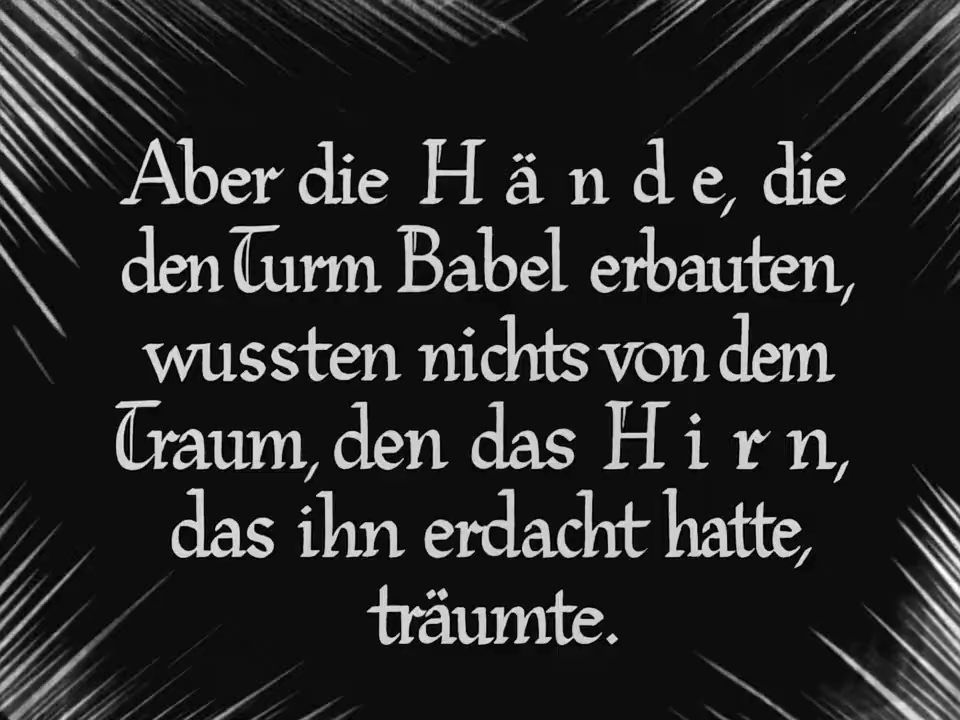 Aber die H ä n d e, die
den Turm Babel erbauten,
wussten nichts von dem
Traum, den das H i r n,
das ihn erdacht hatte,
träumte.